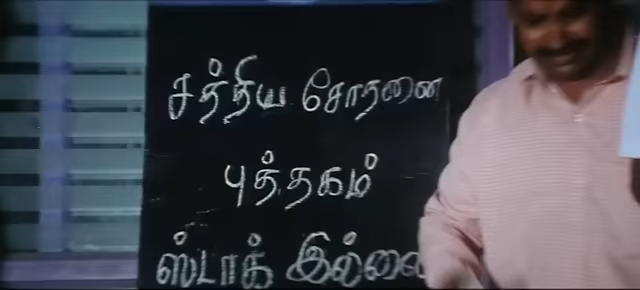 சத்திய சோதனை
புத்தகம்
ஸ்டாக் இல்லை